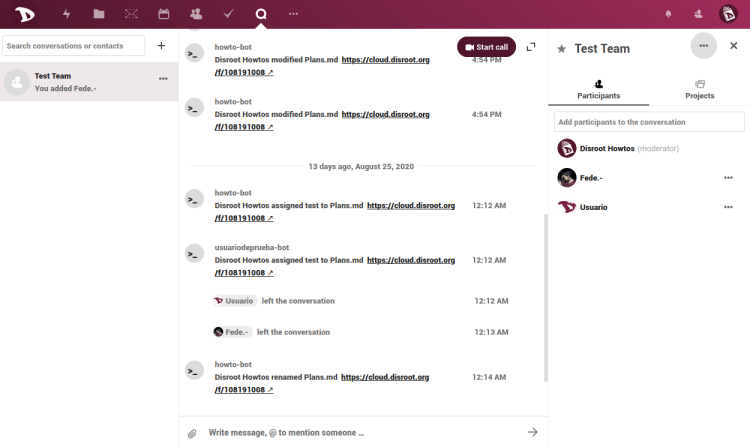 Search conversations or contacts
Test Team
You added Fede.-
howto-bot
Disroot Howtos modified Plans.md https://cloud.disroot.org
/f/108191008 ↗
4:54 PM
Start call
howto-bot
Disroot Howtos modified Plans.md https://cloud.disroot.org
/f/108191008 ↗
4:54 PM
13 days ago, August 25, 2020
howto-bot
Disroot Howtos assigned test to Plans.md https://cloud.disroot.org
/f/108191008 ↗
12:12 AM
usuariodeprueba-bot
Disroot Howtos assigned test to Plans.md https://cloud.disroot.org
/f/108191008 ↗
12:12 AM
Usuario left the conversation 12:12 AM
Fede.- left the conversation 12:13 AM
howto-bot
Disroot Howtos renamed Plans.md https://cloud.disroot.org
/f/108191008 ↗
12:14 AM
Write message, @ to mention someone …
Test Team
Participants
Projects
Add participants to the conversation
Disroot Howtos (moderator)
Fede.-
Usuario